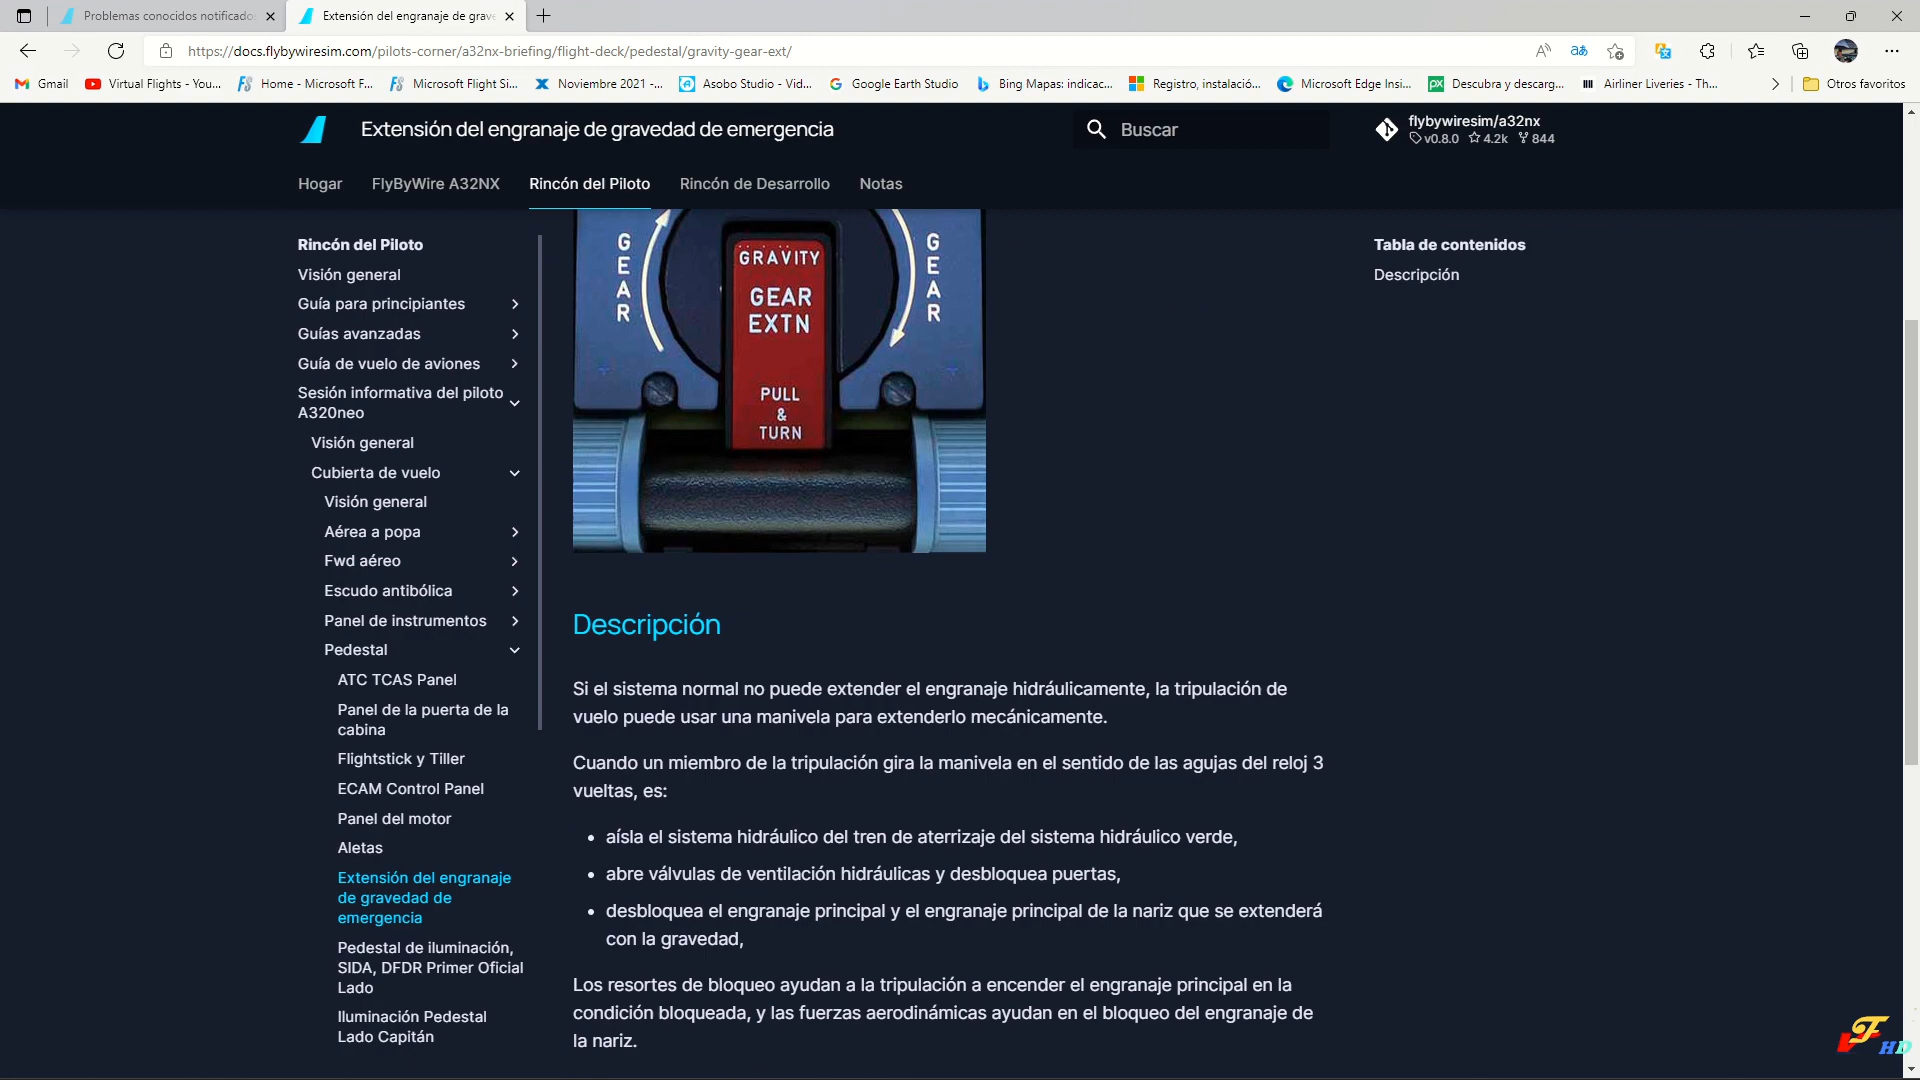 Problemas conocidos notificados
Extensión del engranaje de grave
https://docs.flybywiresim.com/pilots-corner/a32nx-briefing/flight-deck/pedestal/gravity-gear-ext/
Gmail
Virtual Flights - You...
Home - Microsoft F...
Microsoft Flight Si...
Noviembre 2021 -...
Asobo Studio - Vid...
Google Earth Studio
Bing Mapas: indicac...
Registro, instalació...
Microsoft Edge Insi...
Descubra y descarg...
Airliner Liveries - Th...
Otros favoritos
Extensión del engranaje de gravedad de emergencia
Buscar
flybywiresim/a32nx
v0.8.0 4.2k 844
Hogar
FlyByWire A32NX
Rincón del Piloto
Rincón de Desarrollo
Notas
Rincón del Piloto
Visión general
Guía para principiantes
Guías avanzadas
Guía de vuelo de aviones
Sesión informativa del piloto
A320neo
Visión general
Cubierta de vuelo
Visión general
Aérea a popa
Fwd aéreo
Escudo antibólica
Panel de instrumentos
Pedestal
ATC TCAS Panel
Panel de la puerta de la
cabina
Flightstick y Tiller
ECAM Control Panel
Panel del motor
Aletas
Extensión del engranaje
de gravedad de
emergencia
Pedestal de iluminación,
SIDA, DFDR Primer Oficial
Lado
Iluminación Pedestal
Lado Capitán
GEAR
GRAVITY
GEAR
EXTN
PULL
&
TURN
GEAR
Descripción
Si el sistema normal no puede extender el engranaje hidráulicamente, la tripulación de
vuelo puede usar una manivela para extenderlo mecánicamente.
Cuando un miembro de la tripulación gira la manivela en el sentido de las agujas del reloj 3
vueltas, es:
• aísla el sistema hidráulico del tren de aterrizaje del sistema hidráulico verde,
• abre válvulas de ventilación hidráulicas y desbloquea puertas,
• desbloquea el engranaje principal y el engranaje principal de la nariz que se extenderá
con la gravedad,
Los resortes de bloqueo ayudan a la tripulación a encender el engranaje principal en la
condición bloqueada, y las fuerzas aerodinámicas ayudan en el bloqueo del engranaje de
la nariz.
Tabla de contenidos
Descripción
VF HD